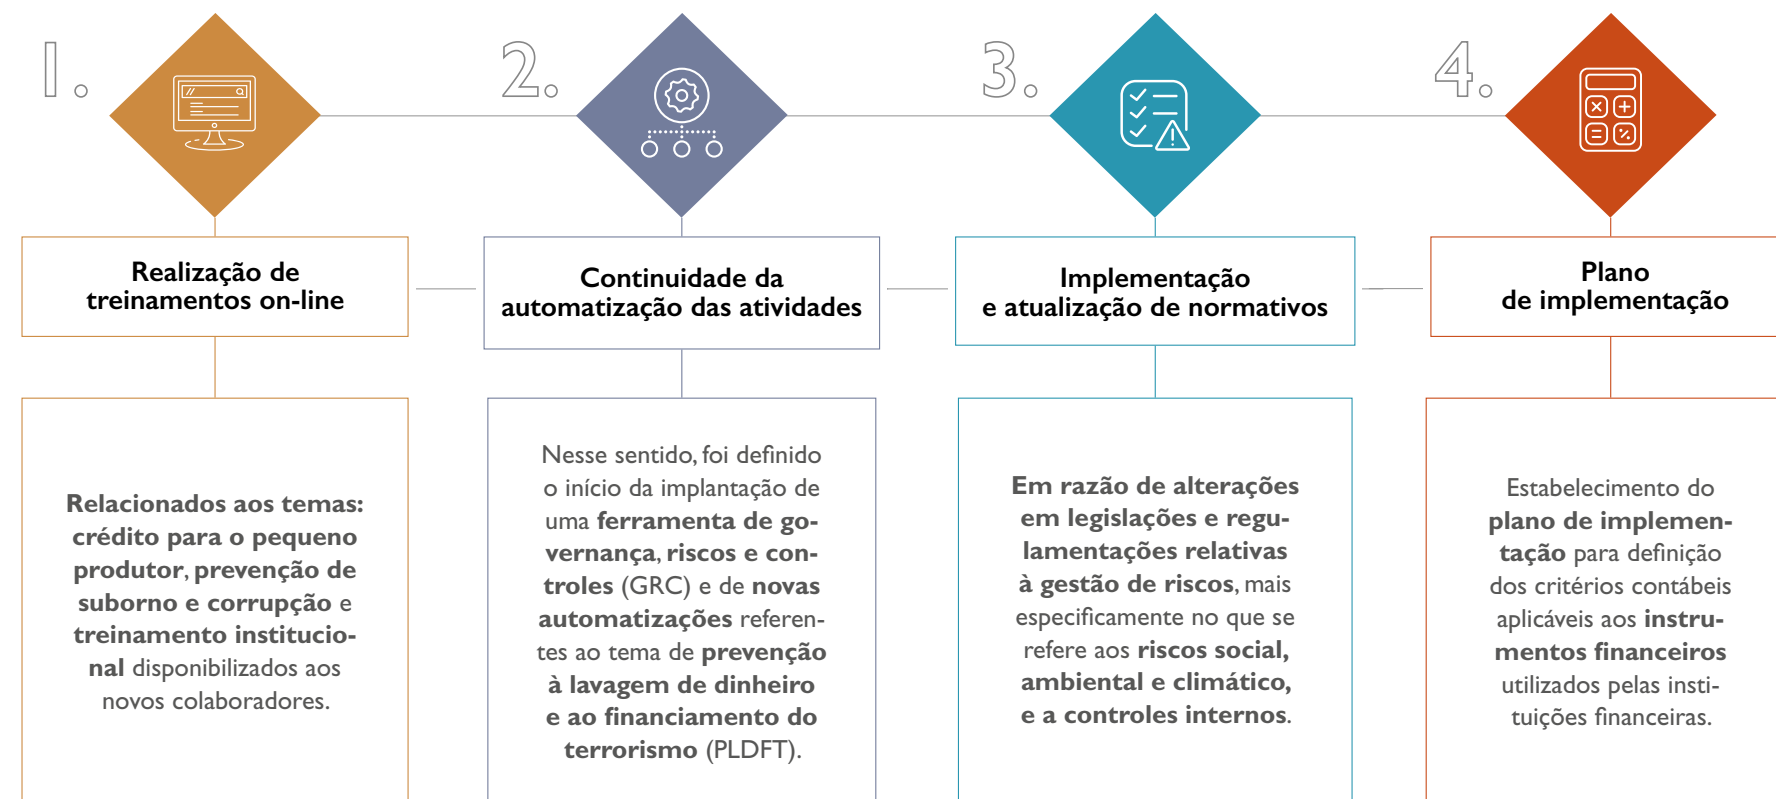 1.
Realização de
treinamentos on-line
Relacionados aos temas:
crédito para o pequeno
produtor, prevenção de
suborno e corrupção e
treinamento institucio-
nal disponibilizados aos
novos colaboradores.
2.
Continuidade da
automatização das atividades
Nesse sentido, foi definido
o início da implantação de
uma ferramenta de go-
vernança, riscos e con-
troles (GRC) e de novas
automatizações referen-
tes ao tema de prevenção
à lavagem de dinheiro
e ao financiamento do
terrorismo (PLDFT).
3.
Implementação
e atualização de normativos
Em razão de alterações
em legislações e regu-
lamentações relativas
à gestão de riscos, mais
especificamente no que se
refere aos riscos social,
ambiental e climático,
e a controles internos.
4.
Plano
de implementação
Estabelecimento do
plano de implemen-
tação para definição
dos critérios contábeis
aplicáveis aos instru-
mentos financeiros
utilizados pelas insti-
tuições financeiras.